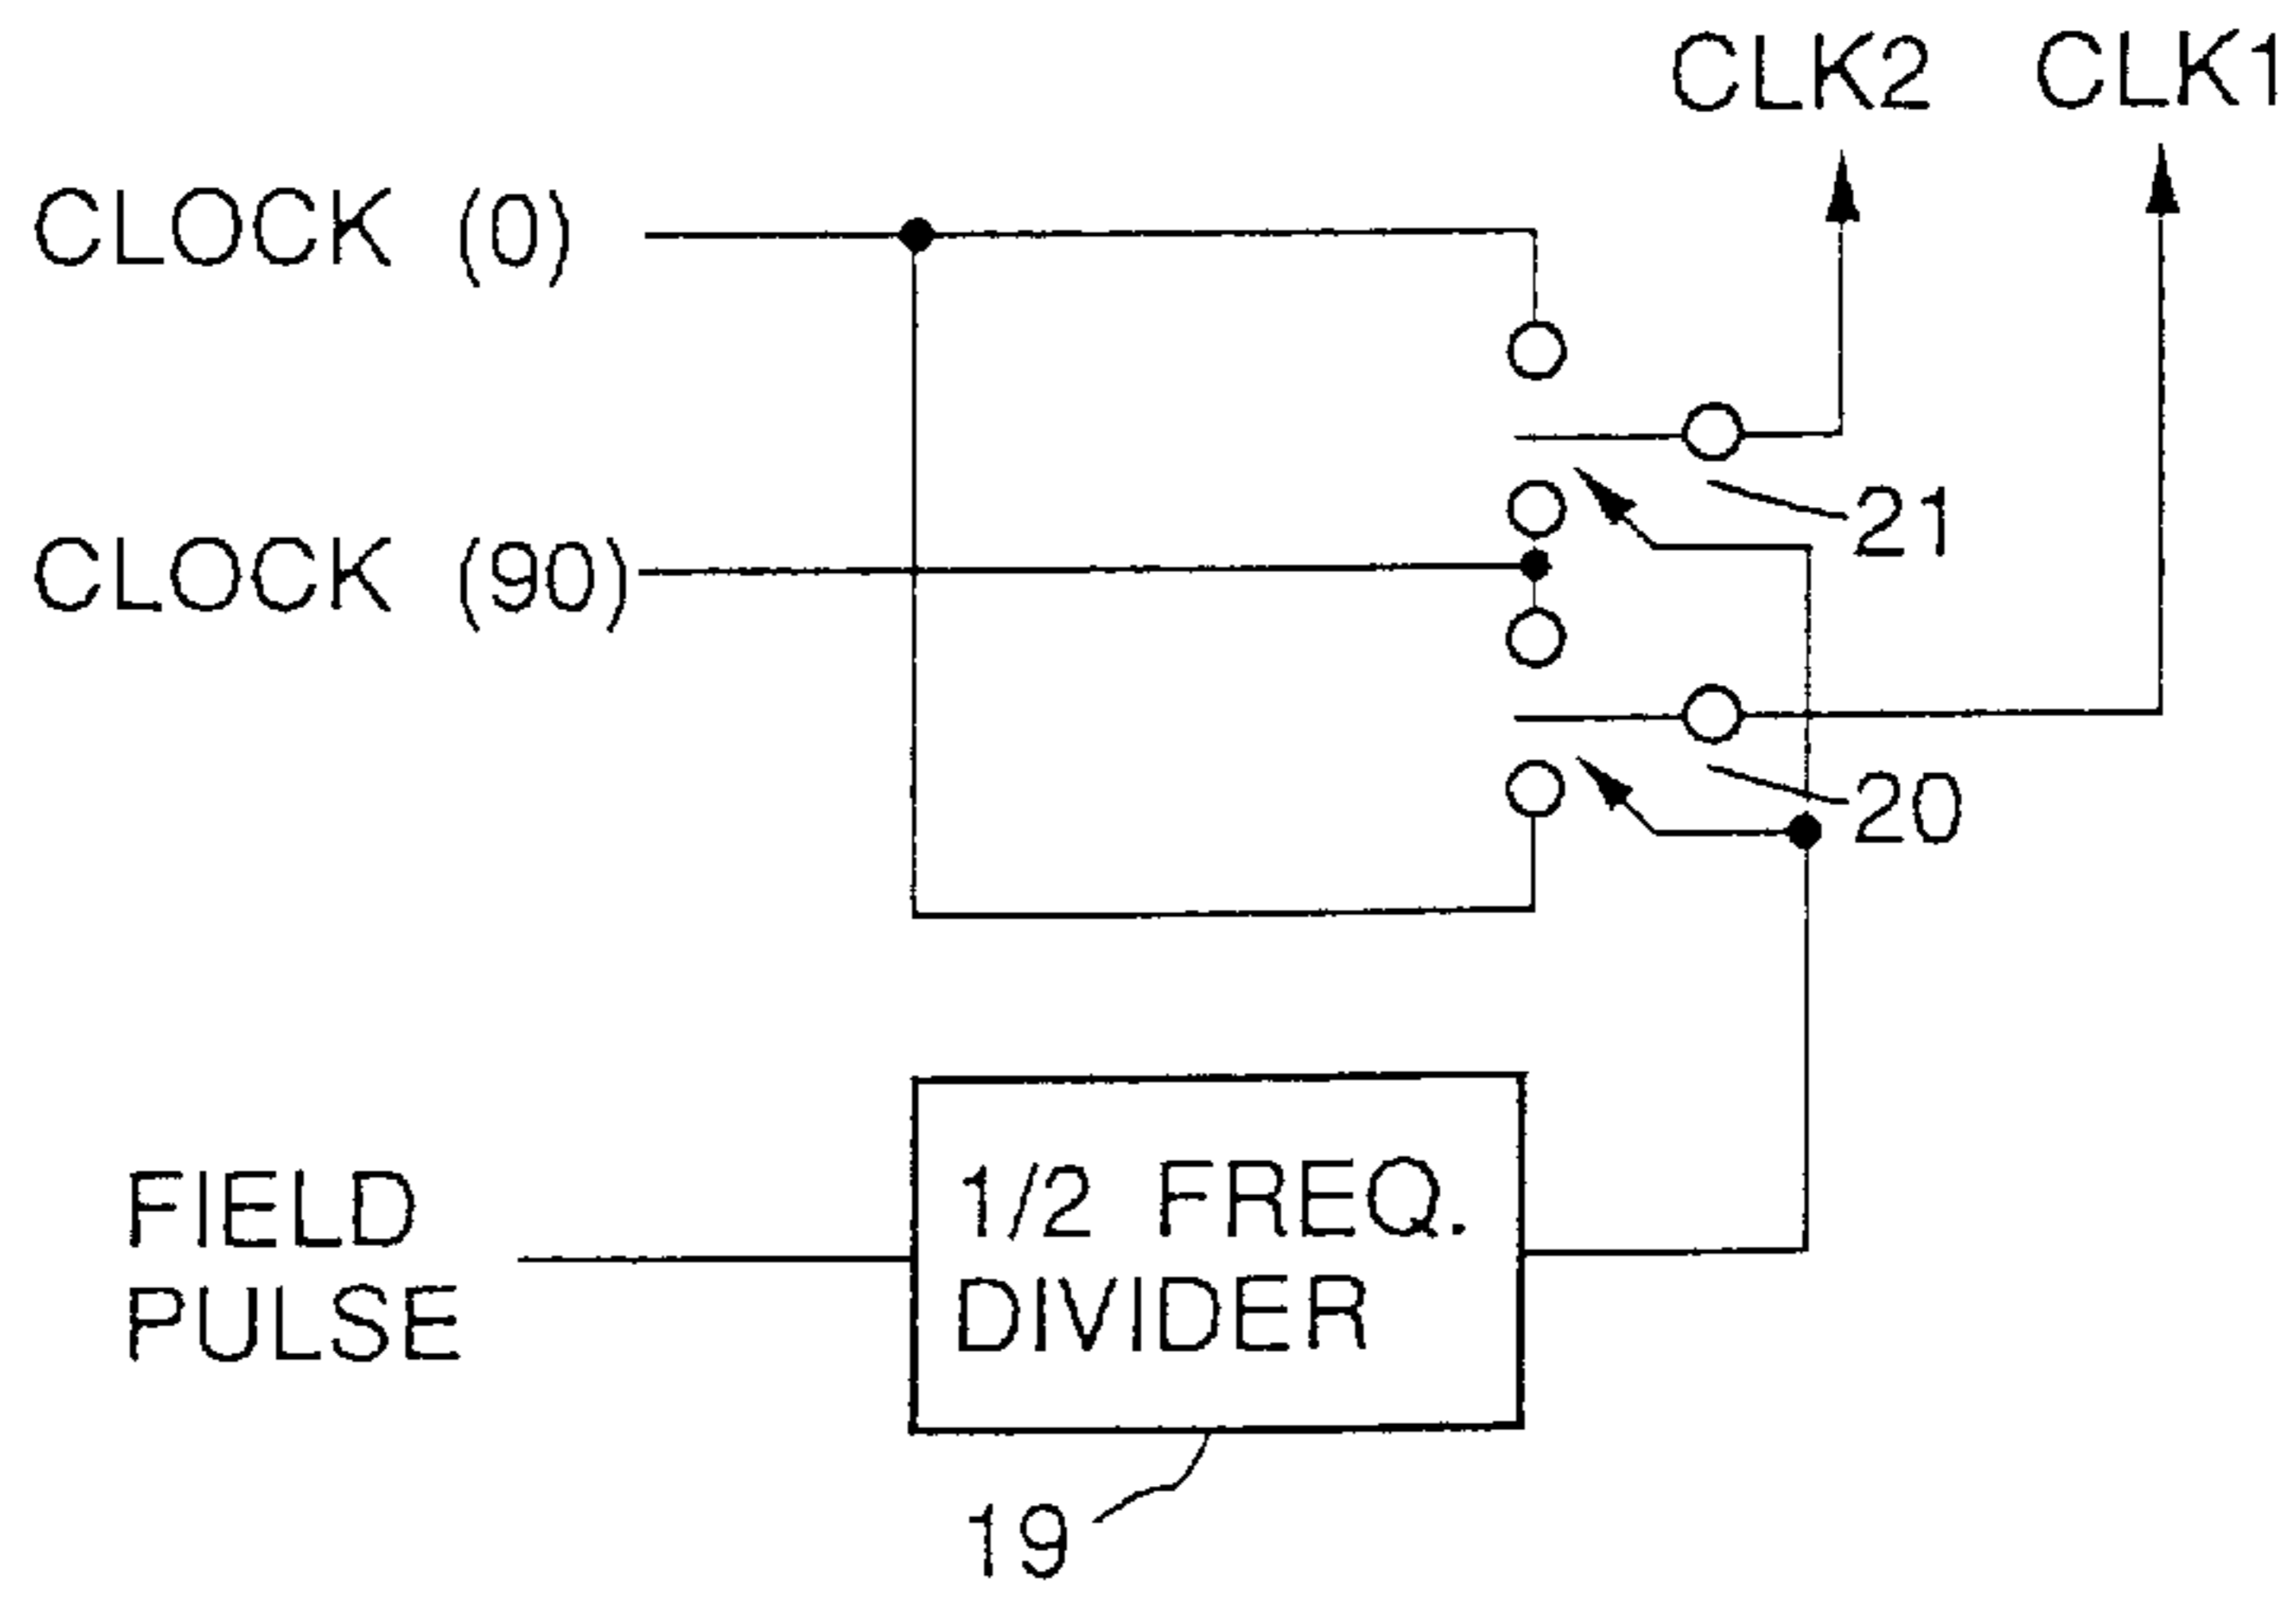 CLK2 CLK1
CLOCK (0)
21
CLOCK (90)
20
1/2 FREQ.
DIVIDER
FIELD
PULSE
19